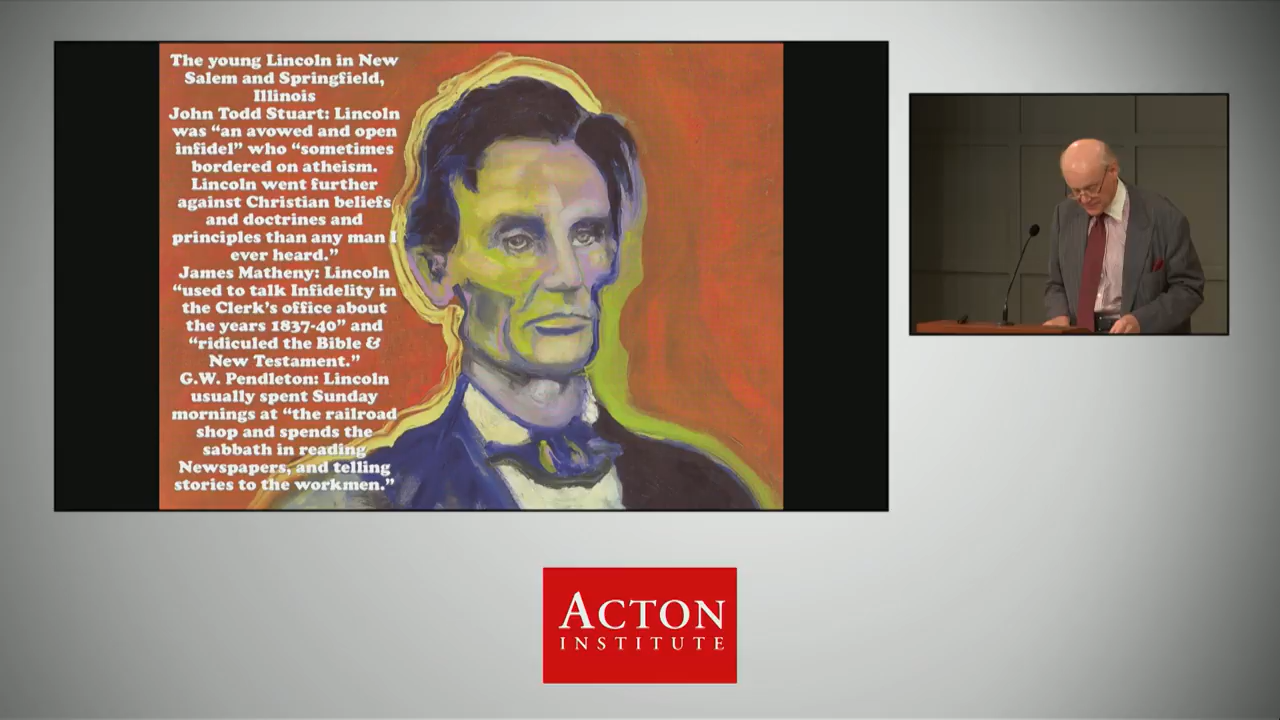 The young Lincoln in New
Salem and Springfield,
Illinois
John Todd Stuart: Lincoln
was “an avowed and open
infidel” who “sometimes
bordered on atheism.
Lincoln went further
against Christian beliefs
and doctrines and
principles than any man I
ever heard.”
James Matheny: Lincoln
“used to talk Infidelity in
the Clerk’s office about
the years 1837-40” and
“ridiculed the Bible &
New Testament.”
G.W. Pendleton: Lincoln
usually spent Sunday
mornings at “the railroad
shop and spends the
sabbath in reading
Newspapers, and telling
stories to the workmen.”
ACTON
INSTITUTE